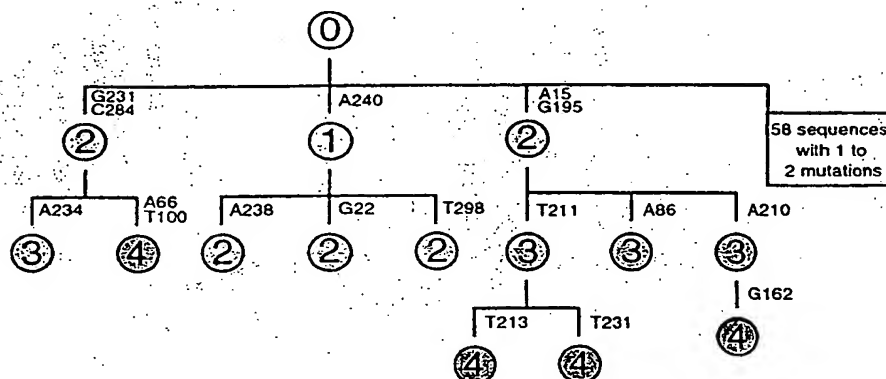 0
G231
C284
A240
A15
G195
58 sequences
with 1 to
2 mutations
2
1
2
A234
A66
T100
A238
G22
T298
T211
A86
A210
3
4
2
2
2
3
3
3
G162
T213
T231
4
4
4